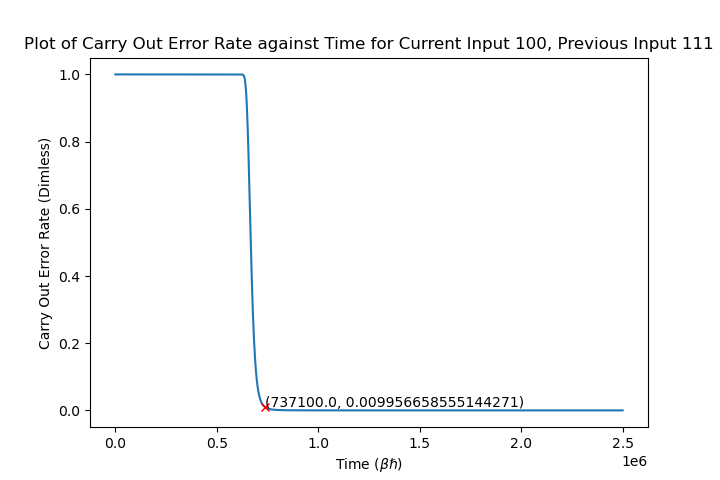 Plot of Carry Out Error Rate against Time for Current Input 100, Previous Input 111
1.0
0.8
0.6
0.4
0.2
0.0
Carry Out Error Rate (Dimless)
(737100.0, 0.009956658555144271)
0.0 0.5 1.0 1.5 2.0 2.5
1e6
Time (βℏ)